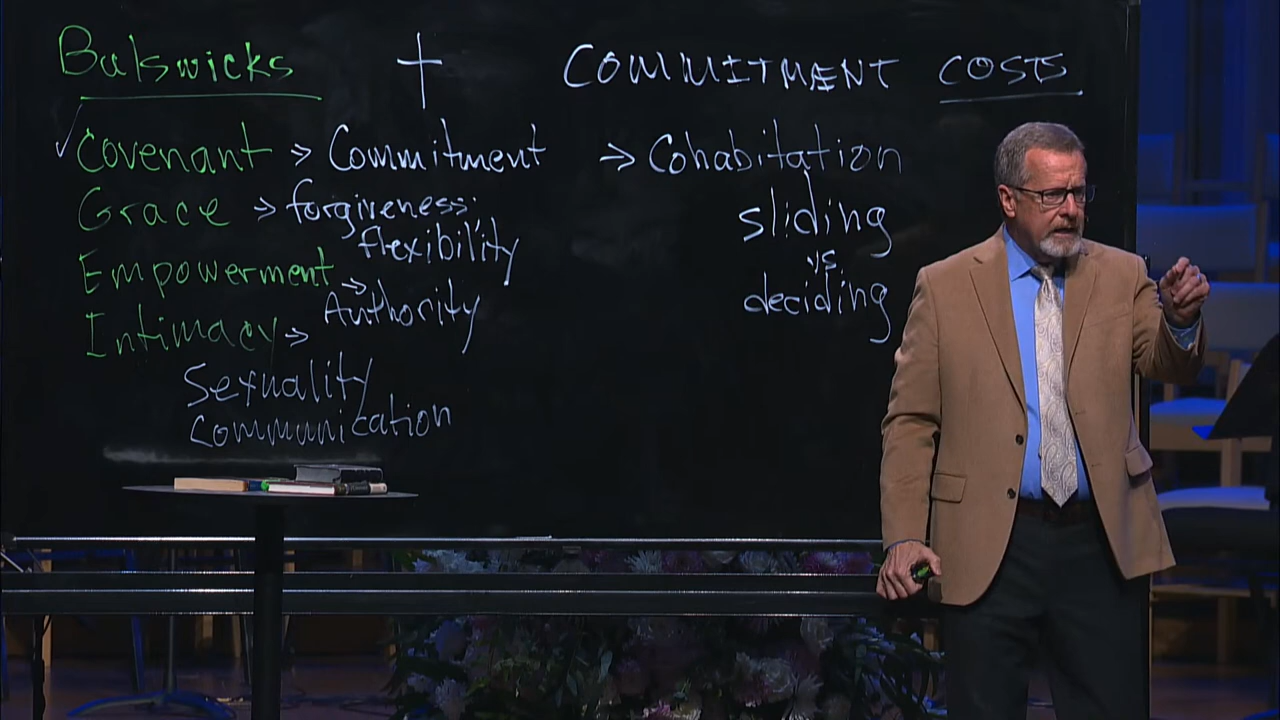 Balswicks
✓ Covenant → Commitment
Grace → forgiveness:
flexibility
Empowerment →
Authority
Intimacy →
Sexuality
Communication
COMMITMENT COSTS
→ Cohabitation
sliding
vs
deciding